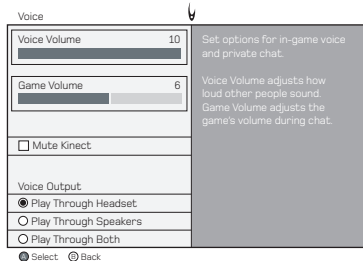 Voice
Voice Volume 10
Game Volume 6
Mute Kinect
Voice Output
Play Through Headset
Play Through Speakers
Play Through Both
A Select B Back
Set options for in-game voice
and private chat.
Voice Volume adjusts how
loud other people sound.
Game Volume adjusts the
game's volume during chat.